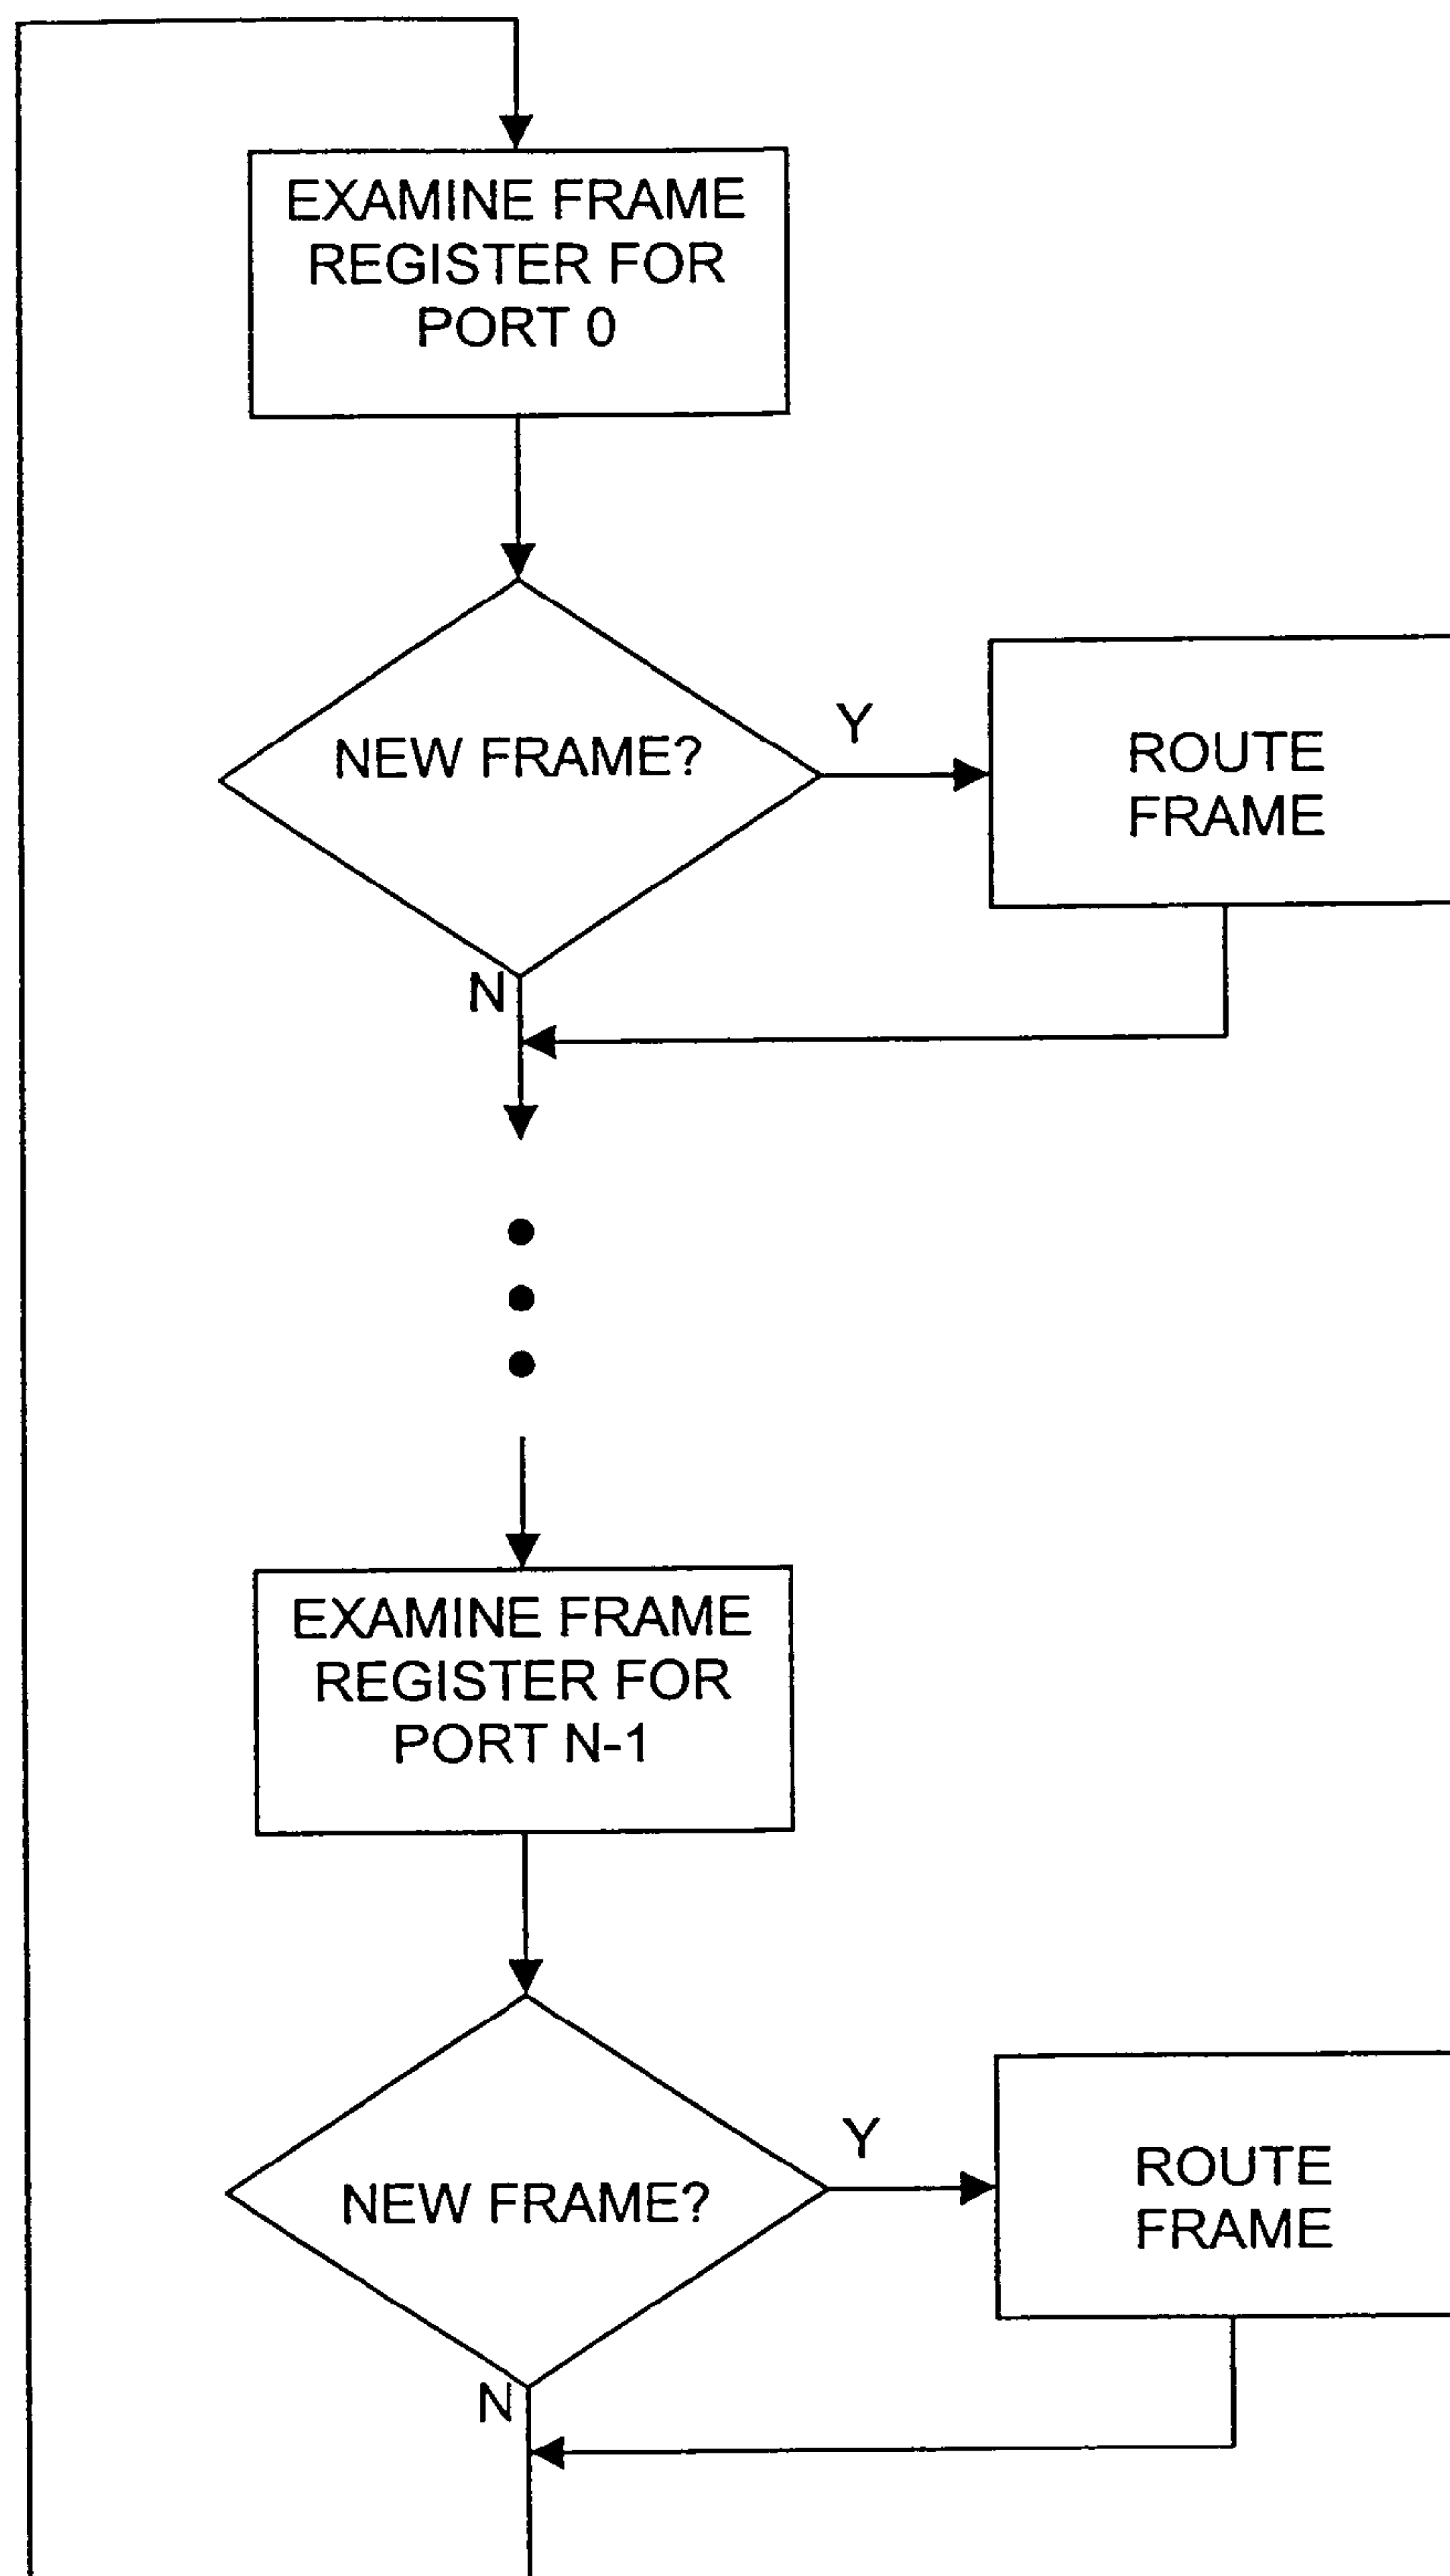 EXAMINE FRAME
REGISTER FOR
PORT 0
NEW FRAME?
Y
ROUTE
FRAME
N
EXAMINE FRAME
REGISTER FOR
PORT N-1
NEW FRAME?
Y
ROUTE
FRAME
N